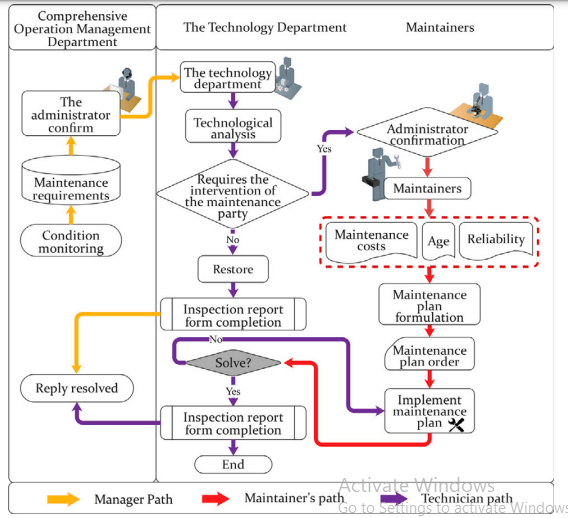 Comprehensive
Operation Management
Department
The Technology Department
Maintainers
The
administrator
confirm
Maintenance
requirements
Condition
monitoring
Reply resolved
The technology
department
Technological
analysis
Requires the
intervention of
the maintenance
party
Yes
No
Restore
Inspection report
form completion
No
Solve?
Yes
Inspection report
form completion
End
Administrator
confirmation
Maintainers
Maintenance
costs
Age
Reliability
Maintenance
plan
formulation
Maintenance
plan order
Implement
maintenance
plan
Manager Path
Maintainer's path
Technician path
Activate Windows
Go to Settings to activate Windows